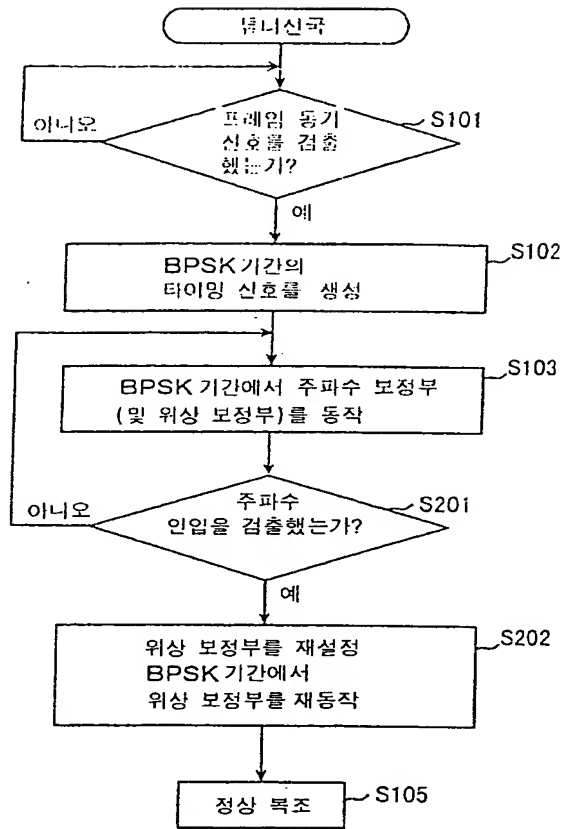 아니오
프레임 동기
신호를 검출
했는가?
S101
예
BPSK 기간의
타이밍 신호를 생성
S102
BPSK 기간에서 주파수 보정부
(및 위상 보정부)를 동작
S103
아니오
주파수
인입을 검출했는가?
S201
예
위상 보정부를 재설정
BPSK 기간에서
위상 보정부를 재동작
S202
정상 복조
S105